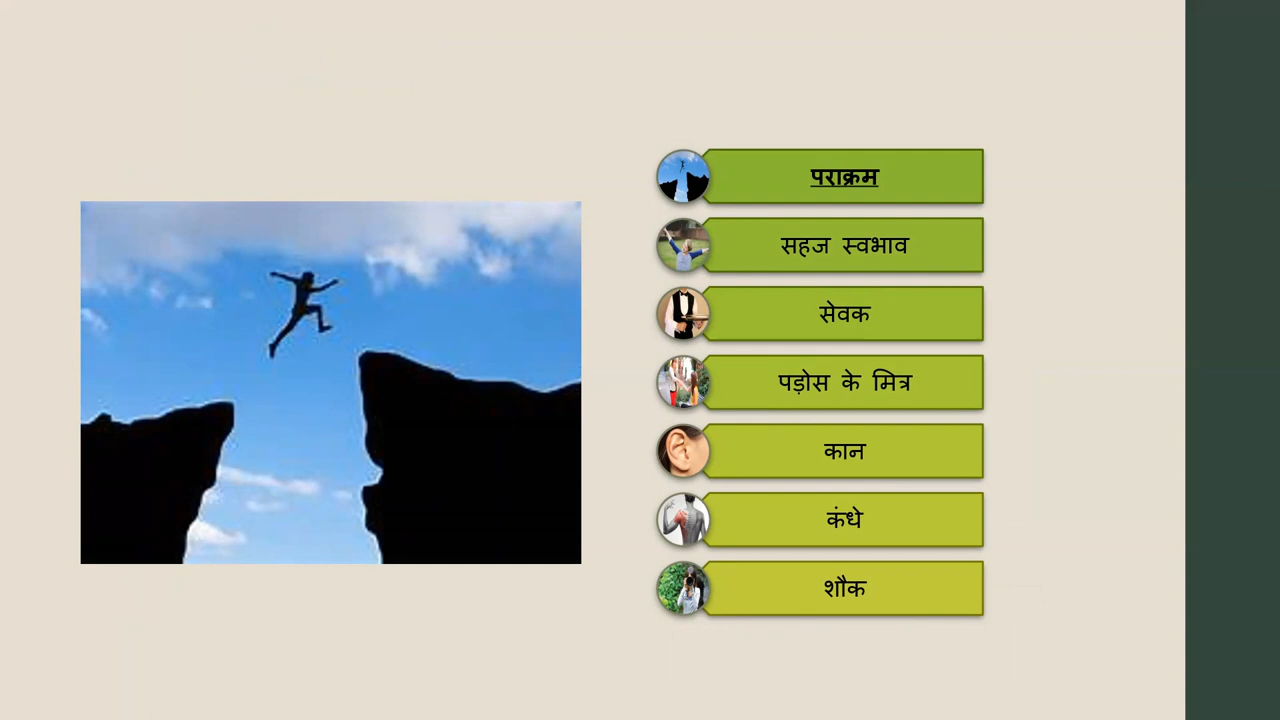 पराक्रम
सहज स्वभाव
सेवक
पड़ोस के मित्र
कान
कंधे
शौक